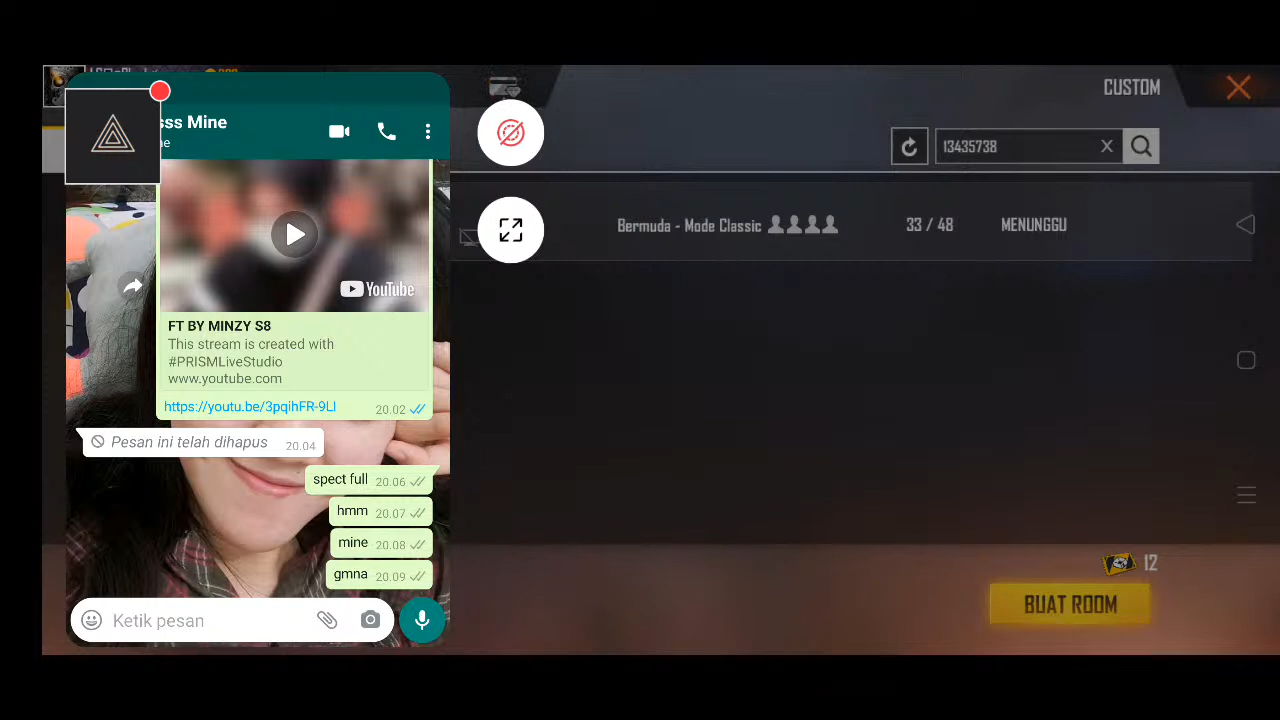 sss Mine
YouTube
FT BY MINZY S8
This stream is created with
#PRISMLiveStudio
www.youtube.com
https://youtu.be/3pqihFR-9LI
20.02
Pesan ini telah dihapus 20.04
spect full 20.06
hmm 20.07
mine 20.08
gmna 20.09
Ketik pesan
CUSTOM
13435738 X
Bermuda - Mode Classic 33 / 48 MENUNGGU
12
BUAT ROOM